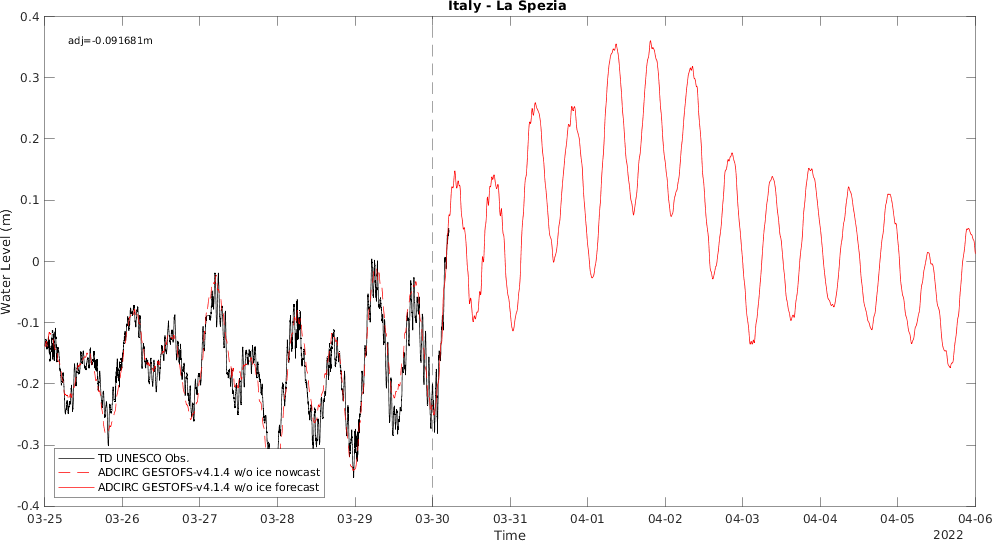 Italy - La Spezia
adj=-0.091681m
Water Level (m)
0.4
0.3
0.2
0.1
0
-0.1
-0.2
-0.3
-0.4
TD UNESCO Obs.
ADCIRC GESTOFS-v4.1.4 w/o ice nowcast
ADCIRC GESTOFS-v4.1.4 w/o ice forecast
03-25 03-26 03-27 03-28 03-29 03-30 03-31 04-01 04-02 04-03 04-04 04-05 04-06
Time
2022